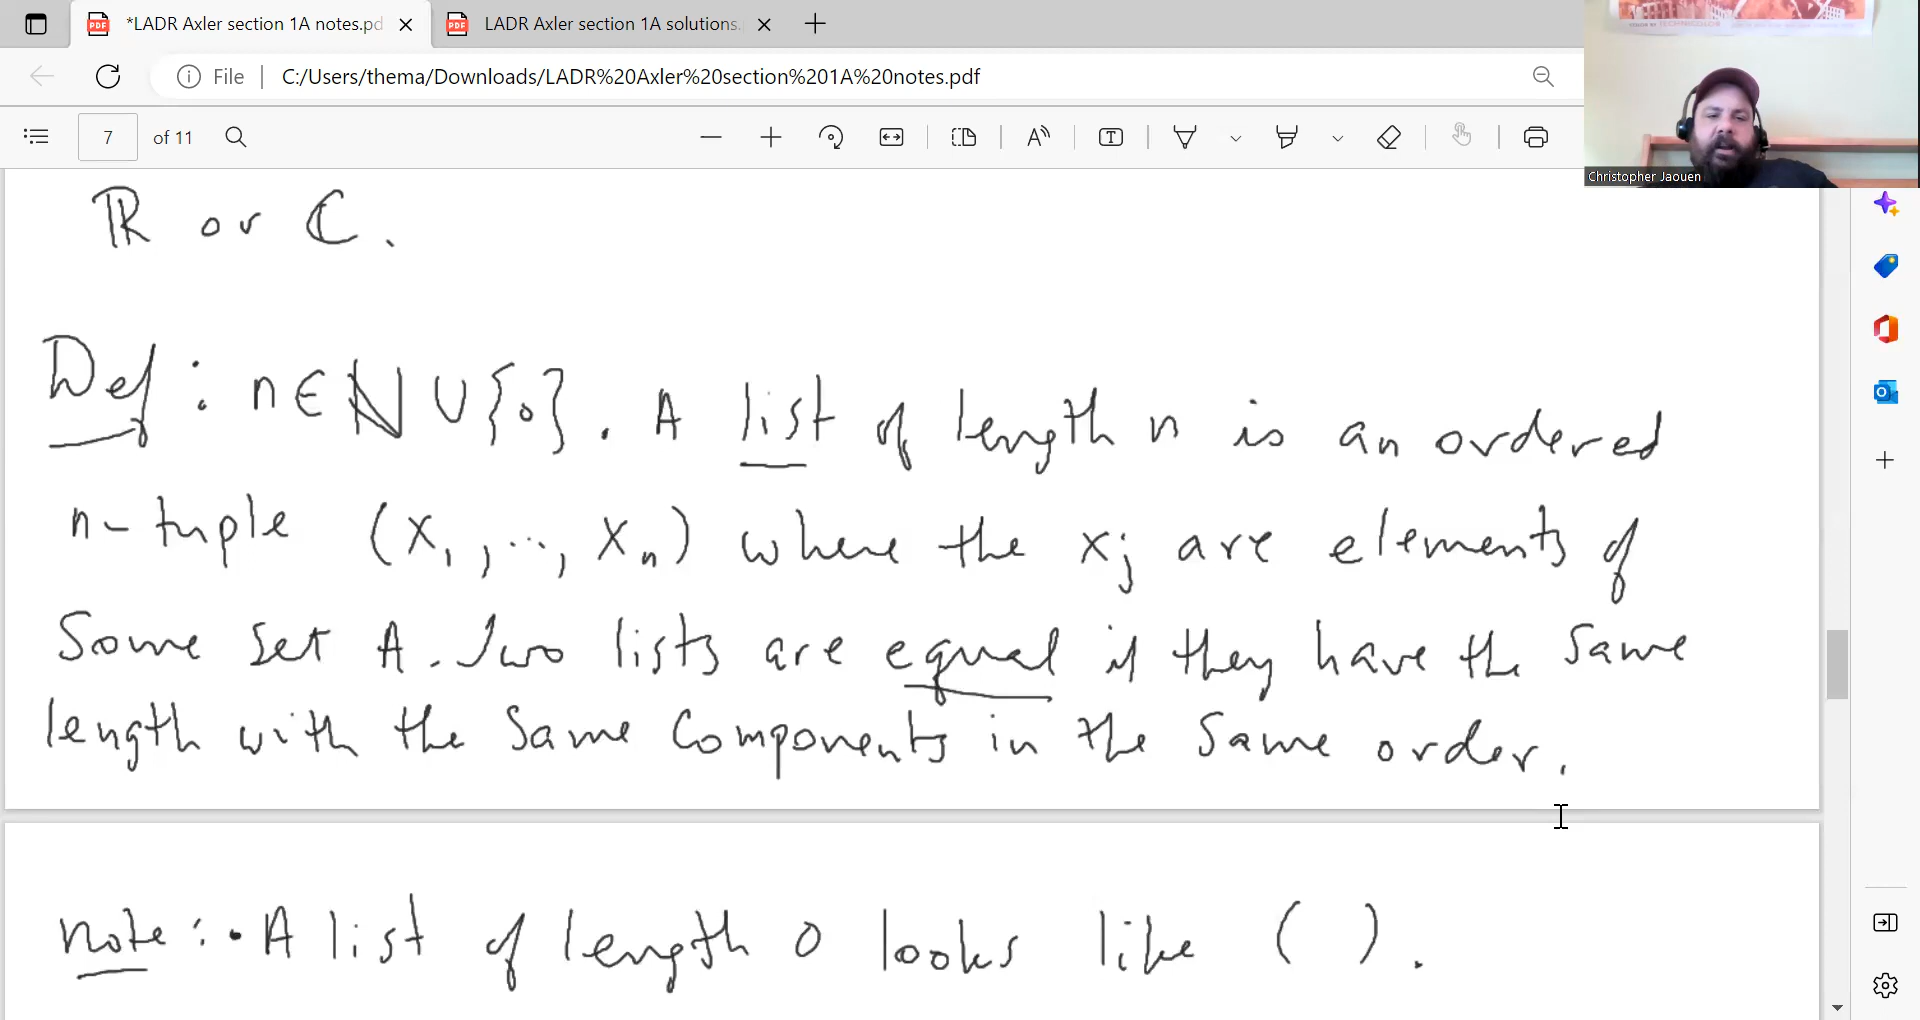 *LADR Axler section 1A notes.pd
LADR Axler section 1A solutions.
File
C:/Users/thema/Downloads/LADR%20Axler%20section%201A%20notes.pdf
7 of 11
Christopher Jaouen
ℝ or ℂ.
Def: n∈ℕ∪{0}. A list of length n is an ordered
n-tuple (x₁, ..., xₙ) where the xⱼ are elements of
Some set A. Two lists are equal if they have the same
length with the same components in the same order.
note: • A list of length 0 looks like ( ).